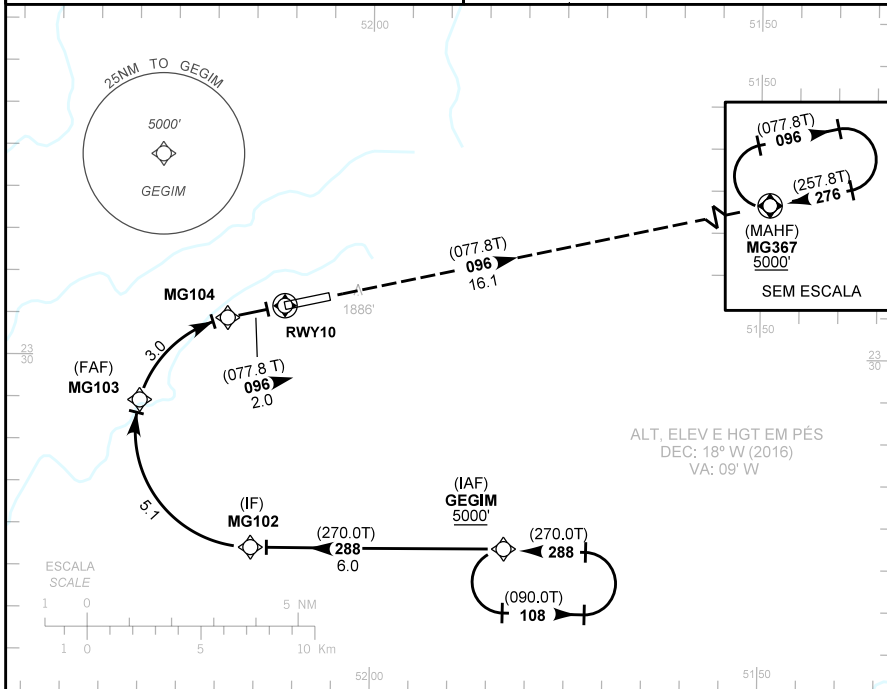 52 00
51 50
25NM TO GEGIM
5000'
GEGIM
51 50
(077.8T)
096
(257.8T)
276
(MAHF)
MG367
5000'
SEM ESCALA
51 50
(077.8T)
096
16.1
MG104
1886'
RWY10
23
30
3.0
(FAF)
MG103
(077.8 T)
096
2.0
23
30
ALT, ELEV E HGT EM PÉS
DEC: 18º W (2016)
VA: 09' W
5.1
(IF)
MG102
(270.0T)
288
6.0
(IAF)
GEGIM
5000'
(270.0T)
288
(090.0T)
108
ESCALA
SCALE
1 0 5 NM
1 0 5 10 Km
52 00
51 50